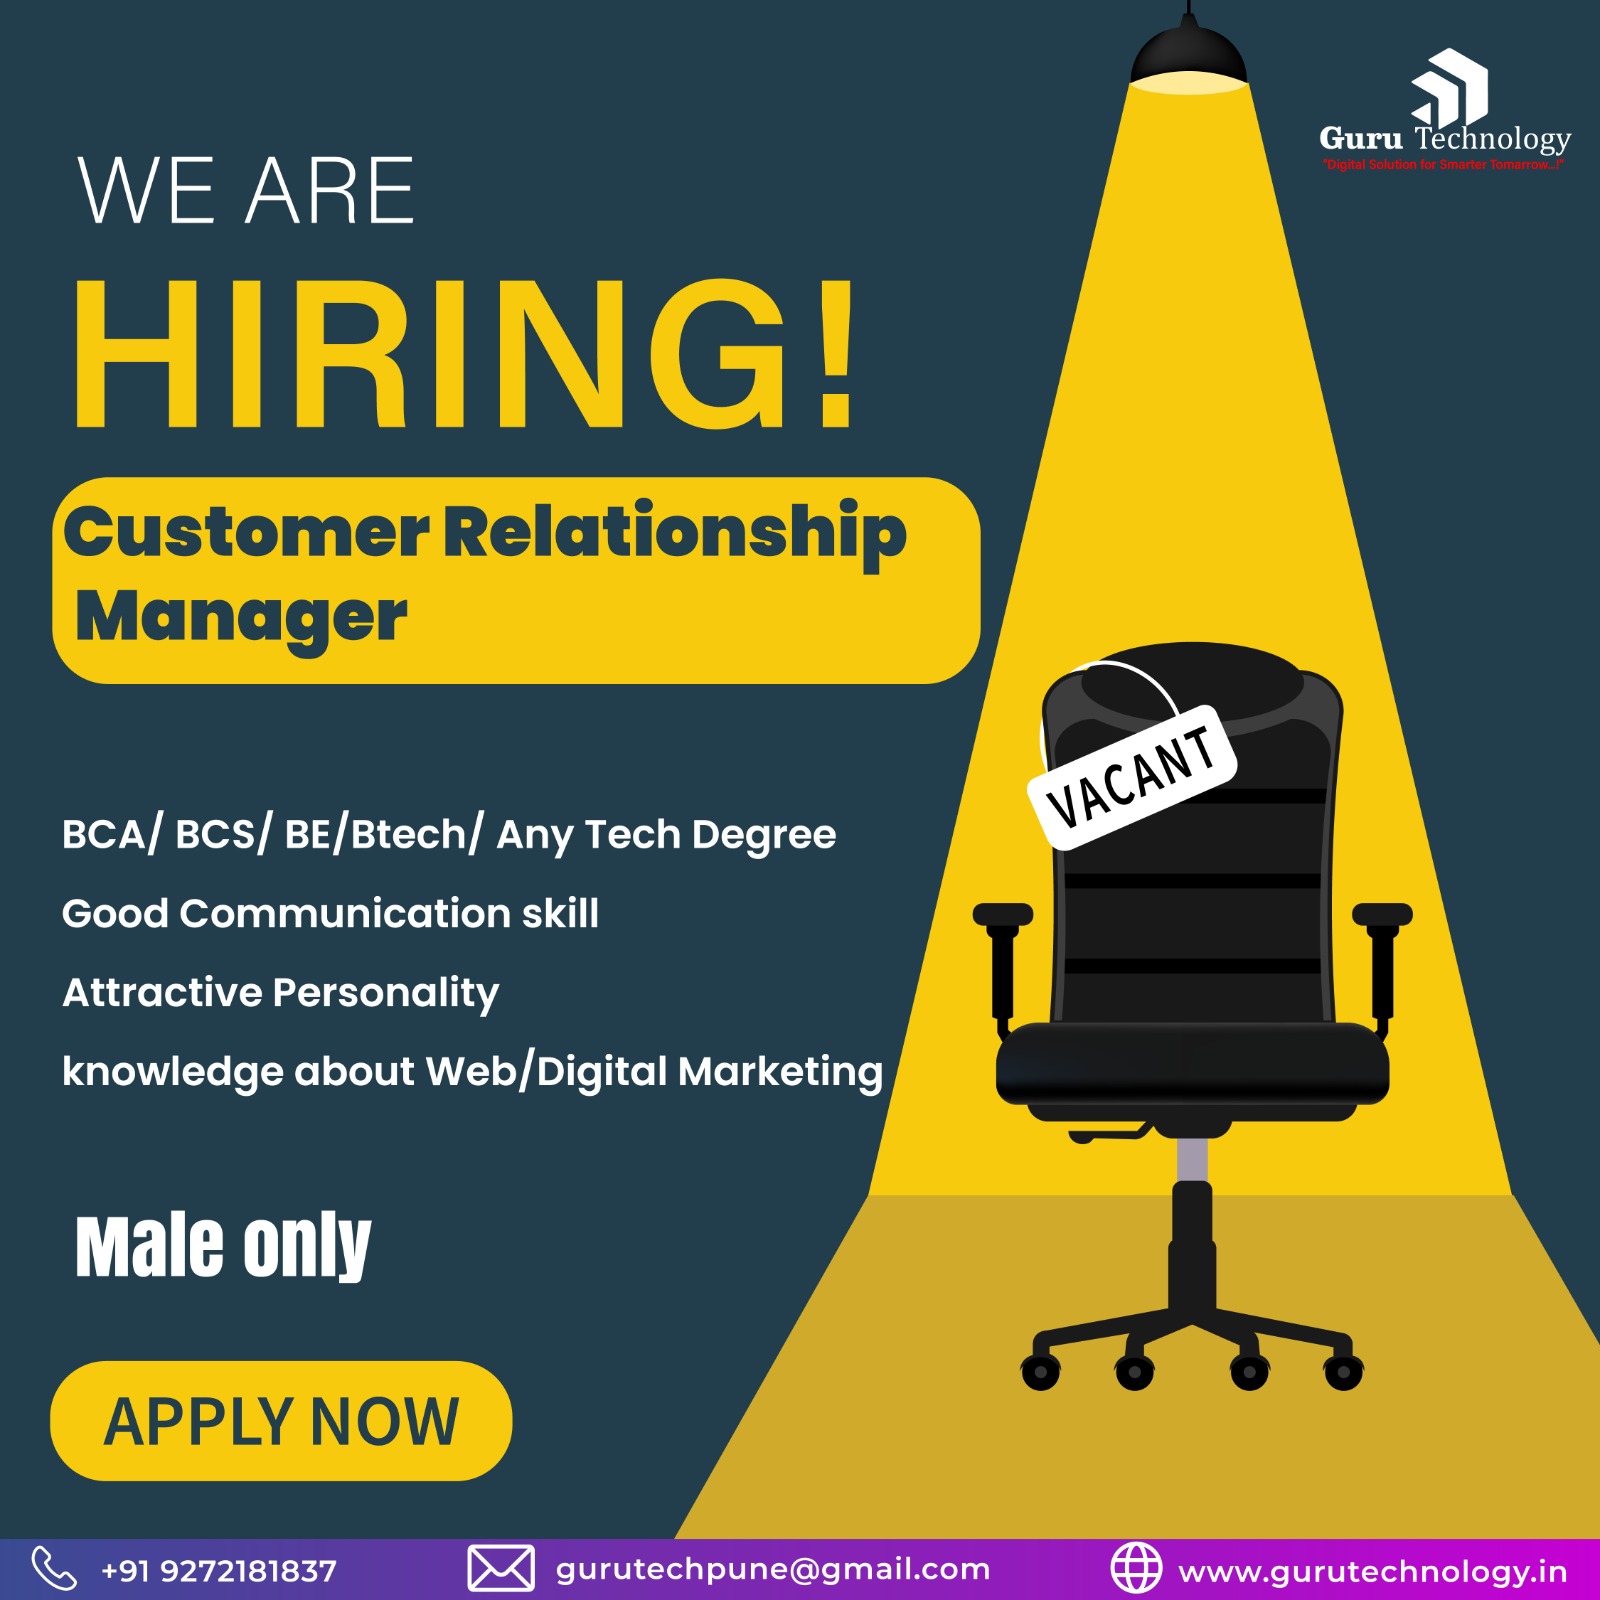 Guru Technology
"Digital Solution for Smarter Tomarrow...!"
WE ARE
HIRING!
Customer Relationship
Manager
VACANT
BCA/ BCS/ BE/Btech/ Any Tech Degree
Good Communication skill
Attractive Personality
knowledge about Web/Digital Marketing
Male only
APPLY NOW
+91 9272181837
gurutechpune@gmail.com
www.gurutechnology.in